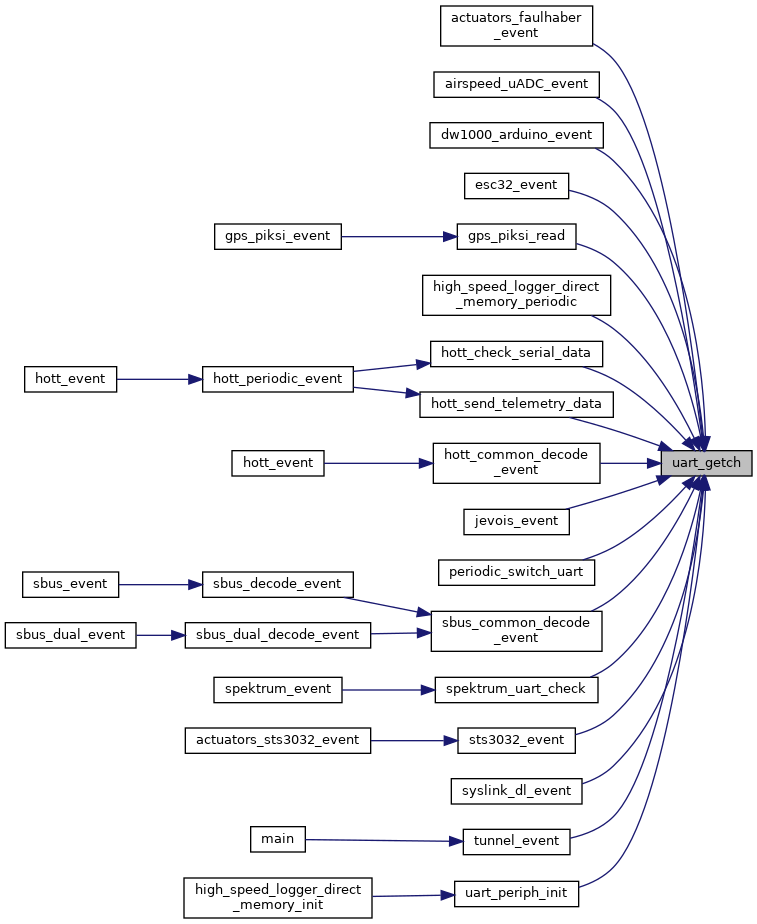 actuators_faulhaber
_event
airspeed_uADC_event
dw1000_arduino_event
esc32_event
gps_piksi_event
gps_piksi_read
high_speed_logger_direct
_memory_periodic
hott_check_serial_data
hott_event
hott_periodic_event
hott_send_telemetry_data
hott_event
hott_common_decode
_event
uart_getch
jevois_event
periodic_switch_uart
sbus_event
sbus_decode_event
sbus_common_decode
_event
sbus_dual_event
sbus_dual_decode_event
spektrum_event
spektrum_uart_check
actuators_sts3032_event
sts3032_event
syslink_dl_event
main
tunnel_event
high_speed_logger_direct
_memory_init
uart_periph_init